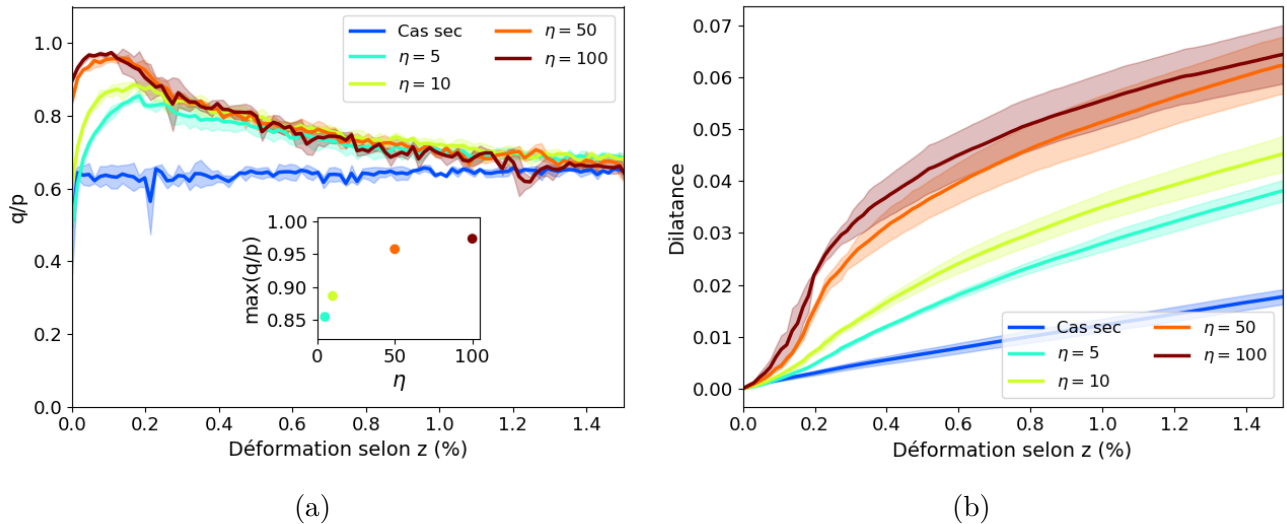 1.0
0.8
0.6
0.4
0.2
0.0
q/p
Cas sec
η = 5
η = 10
η = 50
η = 100
1.00
0.95
0.90
0.85
max(q/p)
0 50 100
η
0.0 0.2 0.4 0.6 0.8 1.0 1.2 1.4
Déformation selon z (%)
(a)
0.06
0.05
0.04
0.03
0.02
0.01
0.00
Dilatance
Cas sec
η = 5
η = 10
η = 50
η = 100
0.0 0.2 0.4 0.6 0.8 1.0 1.2 1.4
Déformation selon z (%)
(b)